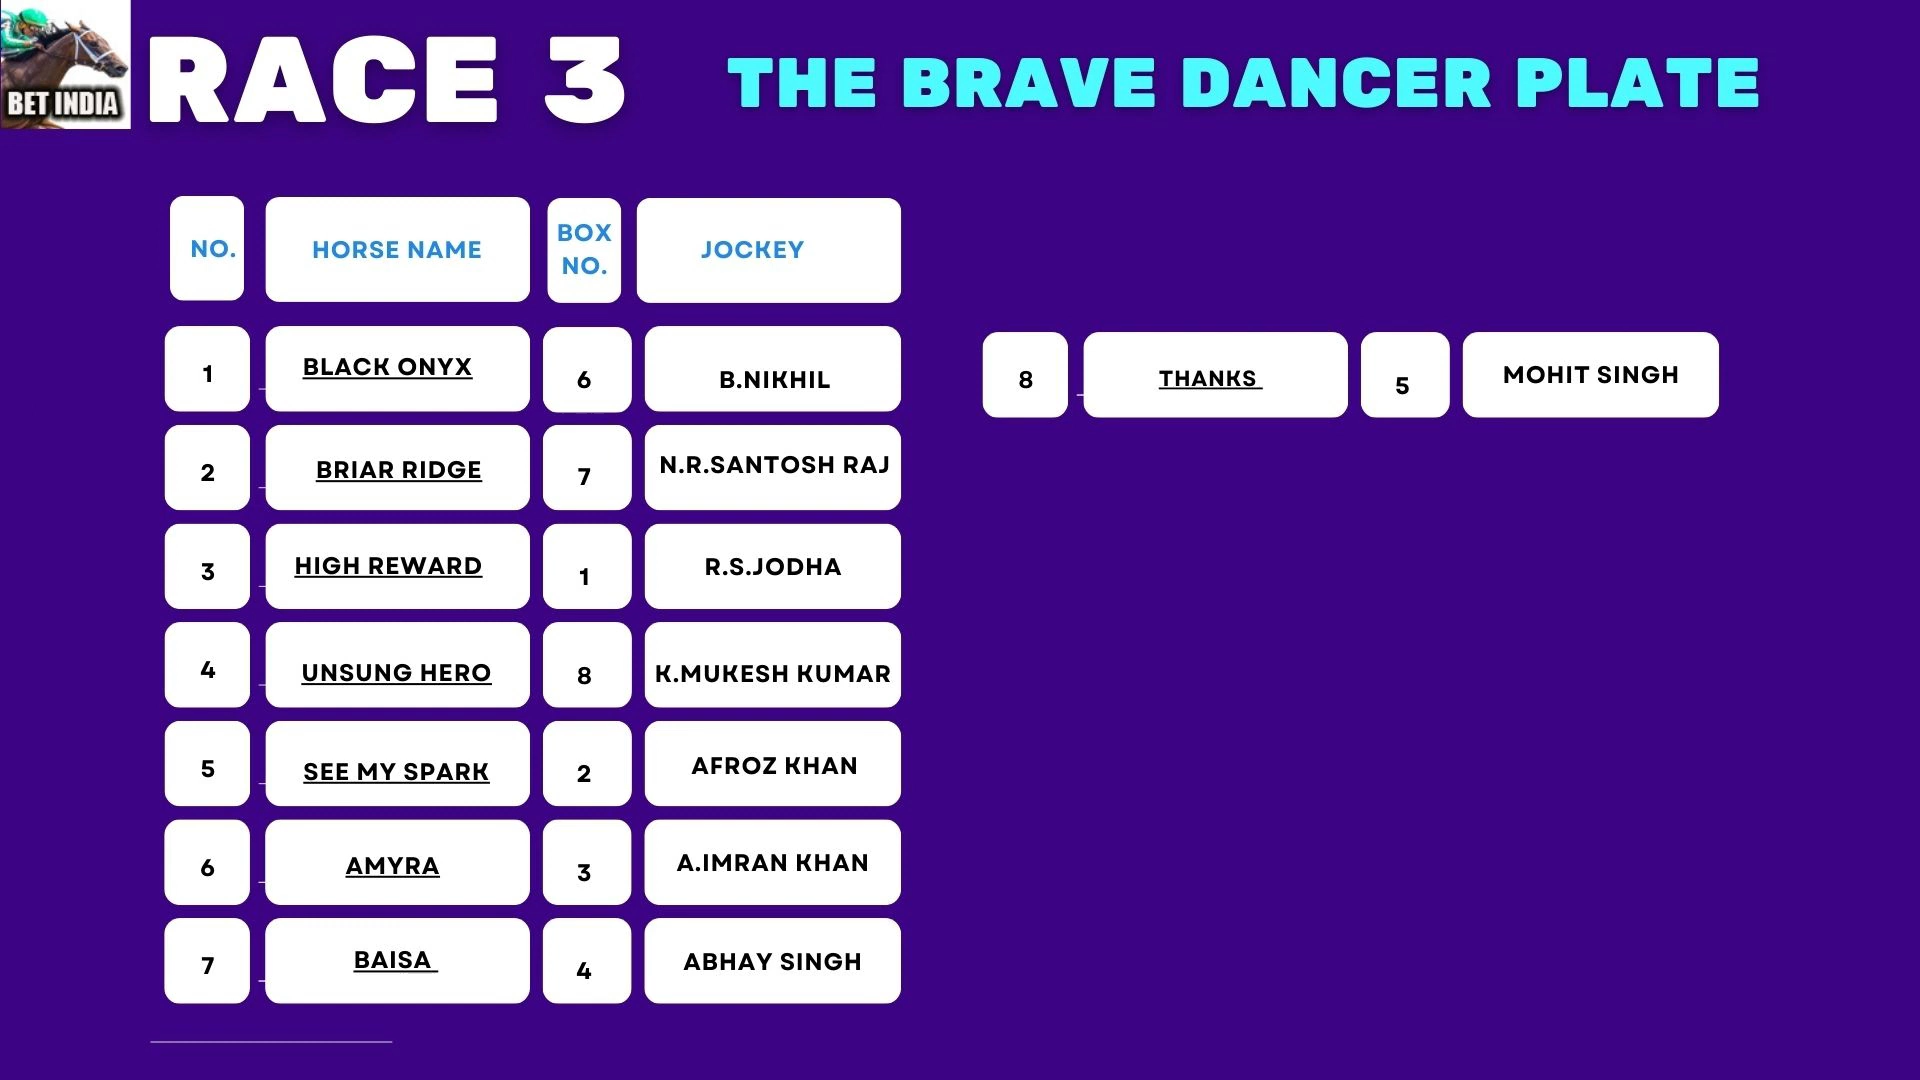 BET INDIA
RACE 3
THE BRAVE DANCER PLATE
NO. HORSE NAME BOX NO. JOCKEY
1 BLACK ONYX 6 B.NIKHIL
2 BRIAR RIDGE 7 N.R.SANTOSH RAJ
3 HIGH REWARD 1 R.S.JODHA
4 UNSUNG HERO 8 K.MUKESH KUMAR
5 SEE MY SPARK 2 AFROZ KHAN
6 AMYRA 3 A.IMRAN KHAN
7 BAISA 4 ABHAY SINGH
8 THANKS 5 MOHIT SINGH